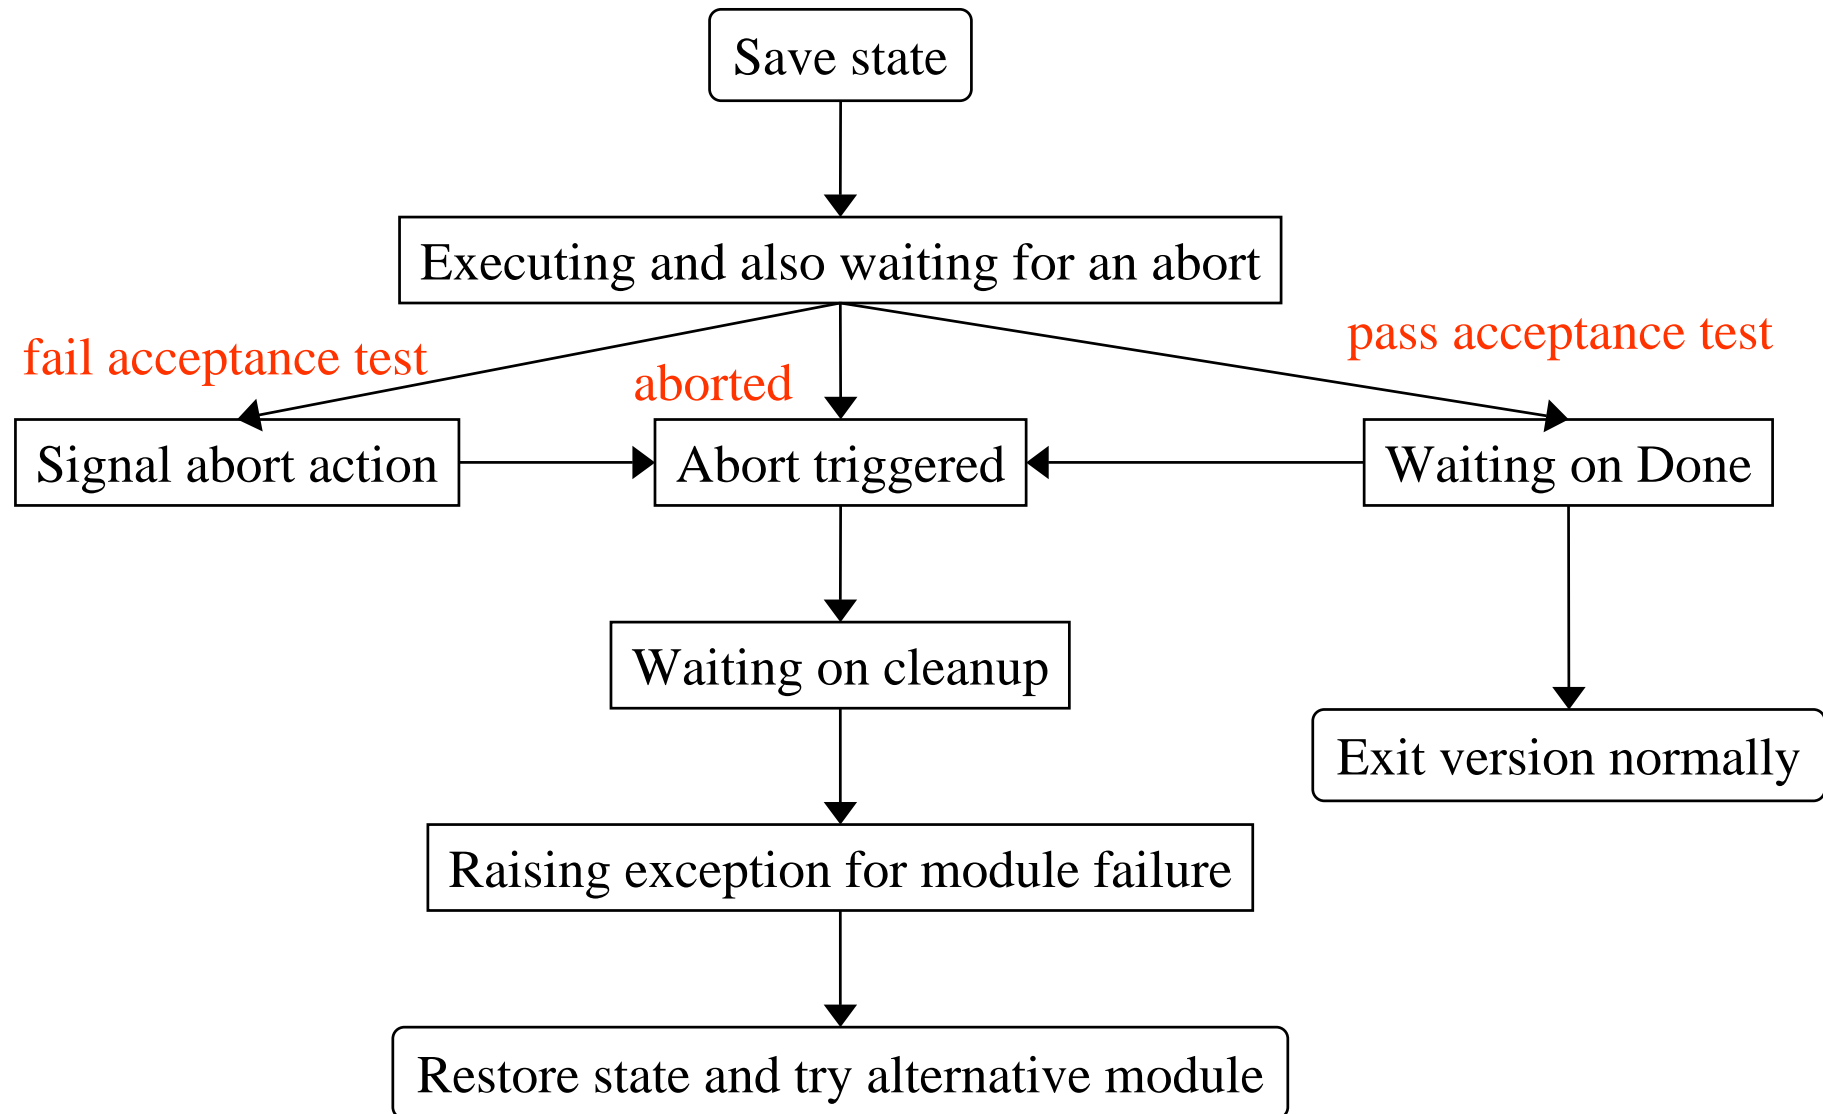 Save state
Executing and also waiting for an abort
fail acceptance test
aborted
pass acceptance test
Signal abort action
Abort triggered
Waiting on Done
Waiting on cleanup
Exit version normally
Raising exception for module failure
Restore state and try alternative module